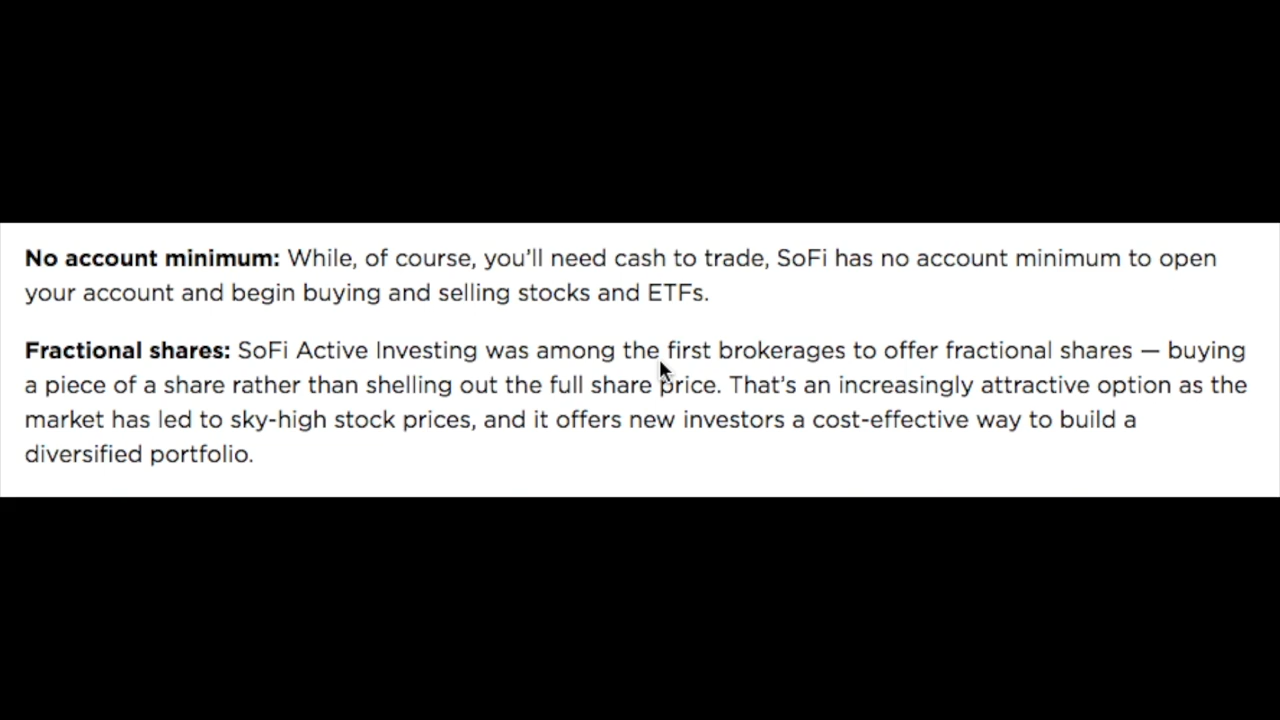 No account minimum: While, of course, you’ll need cash to trade, SoFi has no account minimum to open
your account and begin buying and selling stocks and ETFs.
Fractional shares: SoFi Active Investing was among the first brokerages to offer fractional shares — buying
a piece of a share rather than shelling out the full share price. That’s an increasingly attractive option as the
market has led to sky-high stock prices, and it offers new investors a cost-effective way to build a
diversified portfolio.